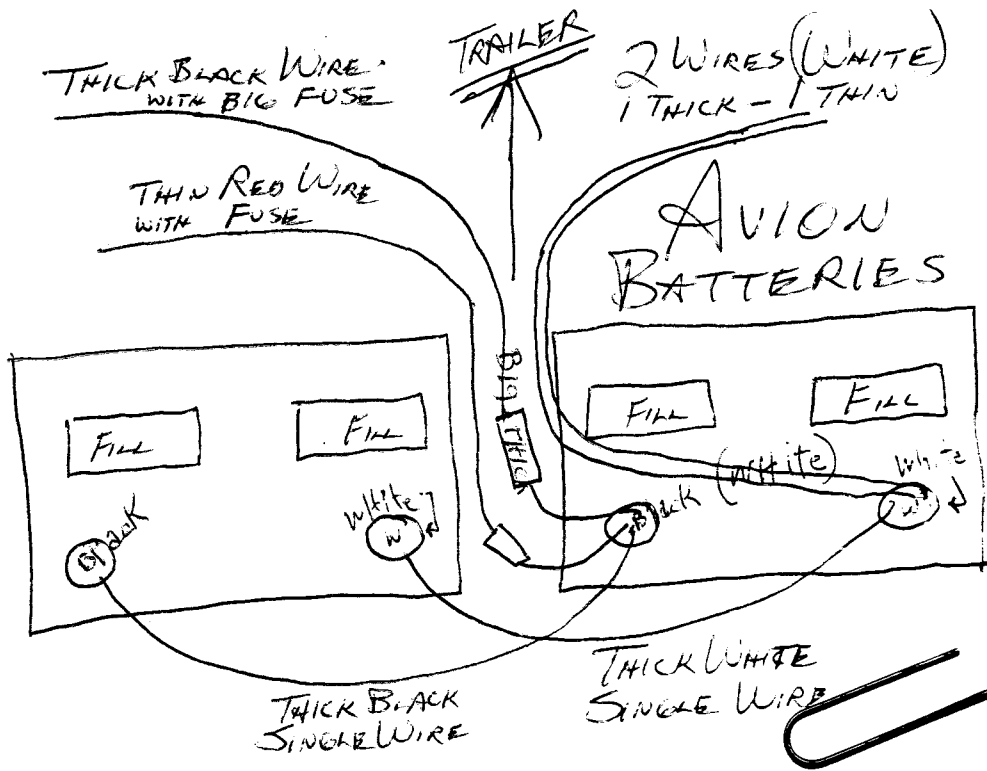 TRAILER
THICK BLACK WIRE
WITH BIG FUSE
2 WIRES (WHITE)
1 THICK - 1 THIN
THIN RED WIRE
WITH FUSE
AVION
BATTERIES
FILL
FILL
Big THICK
FILL
FILL
Black
White
W
Black
(White)
White
W
THICK WHITE
SINGLE WIRE
THICK BLACK
SINGLE WIRE